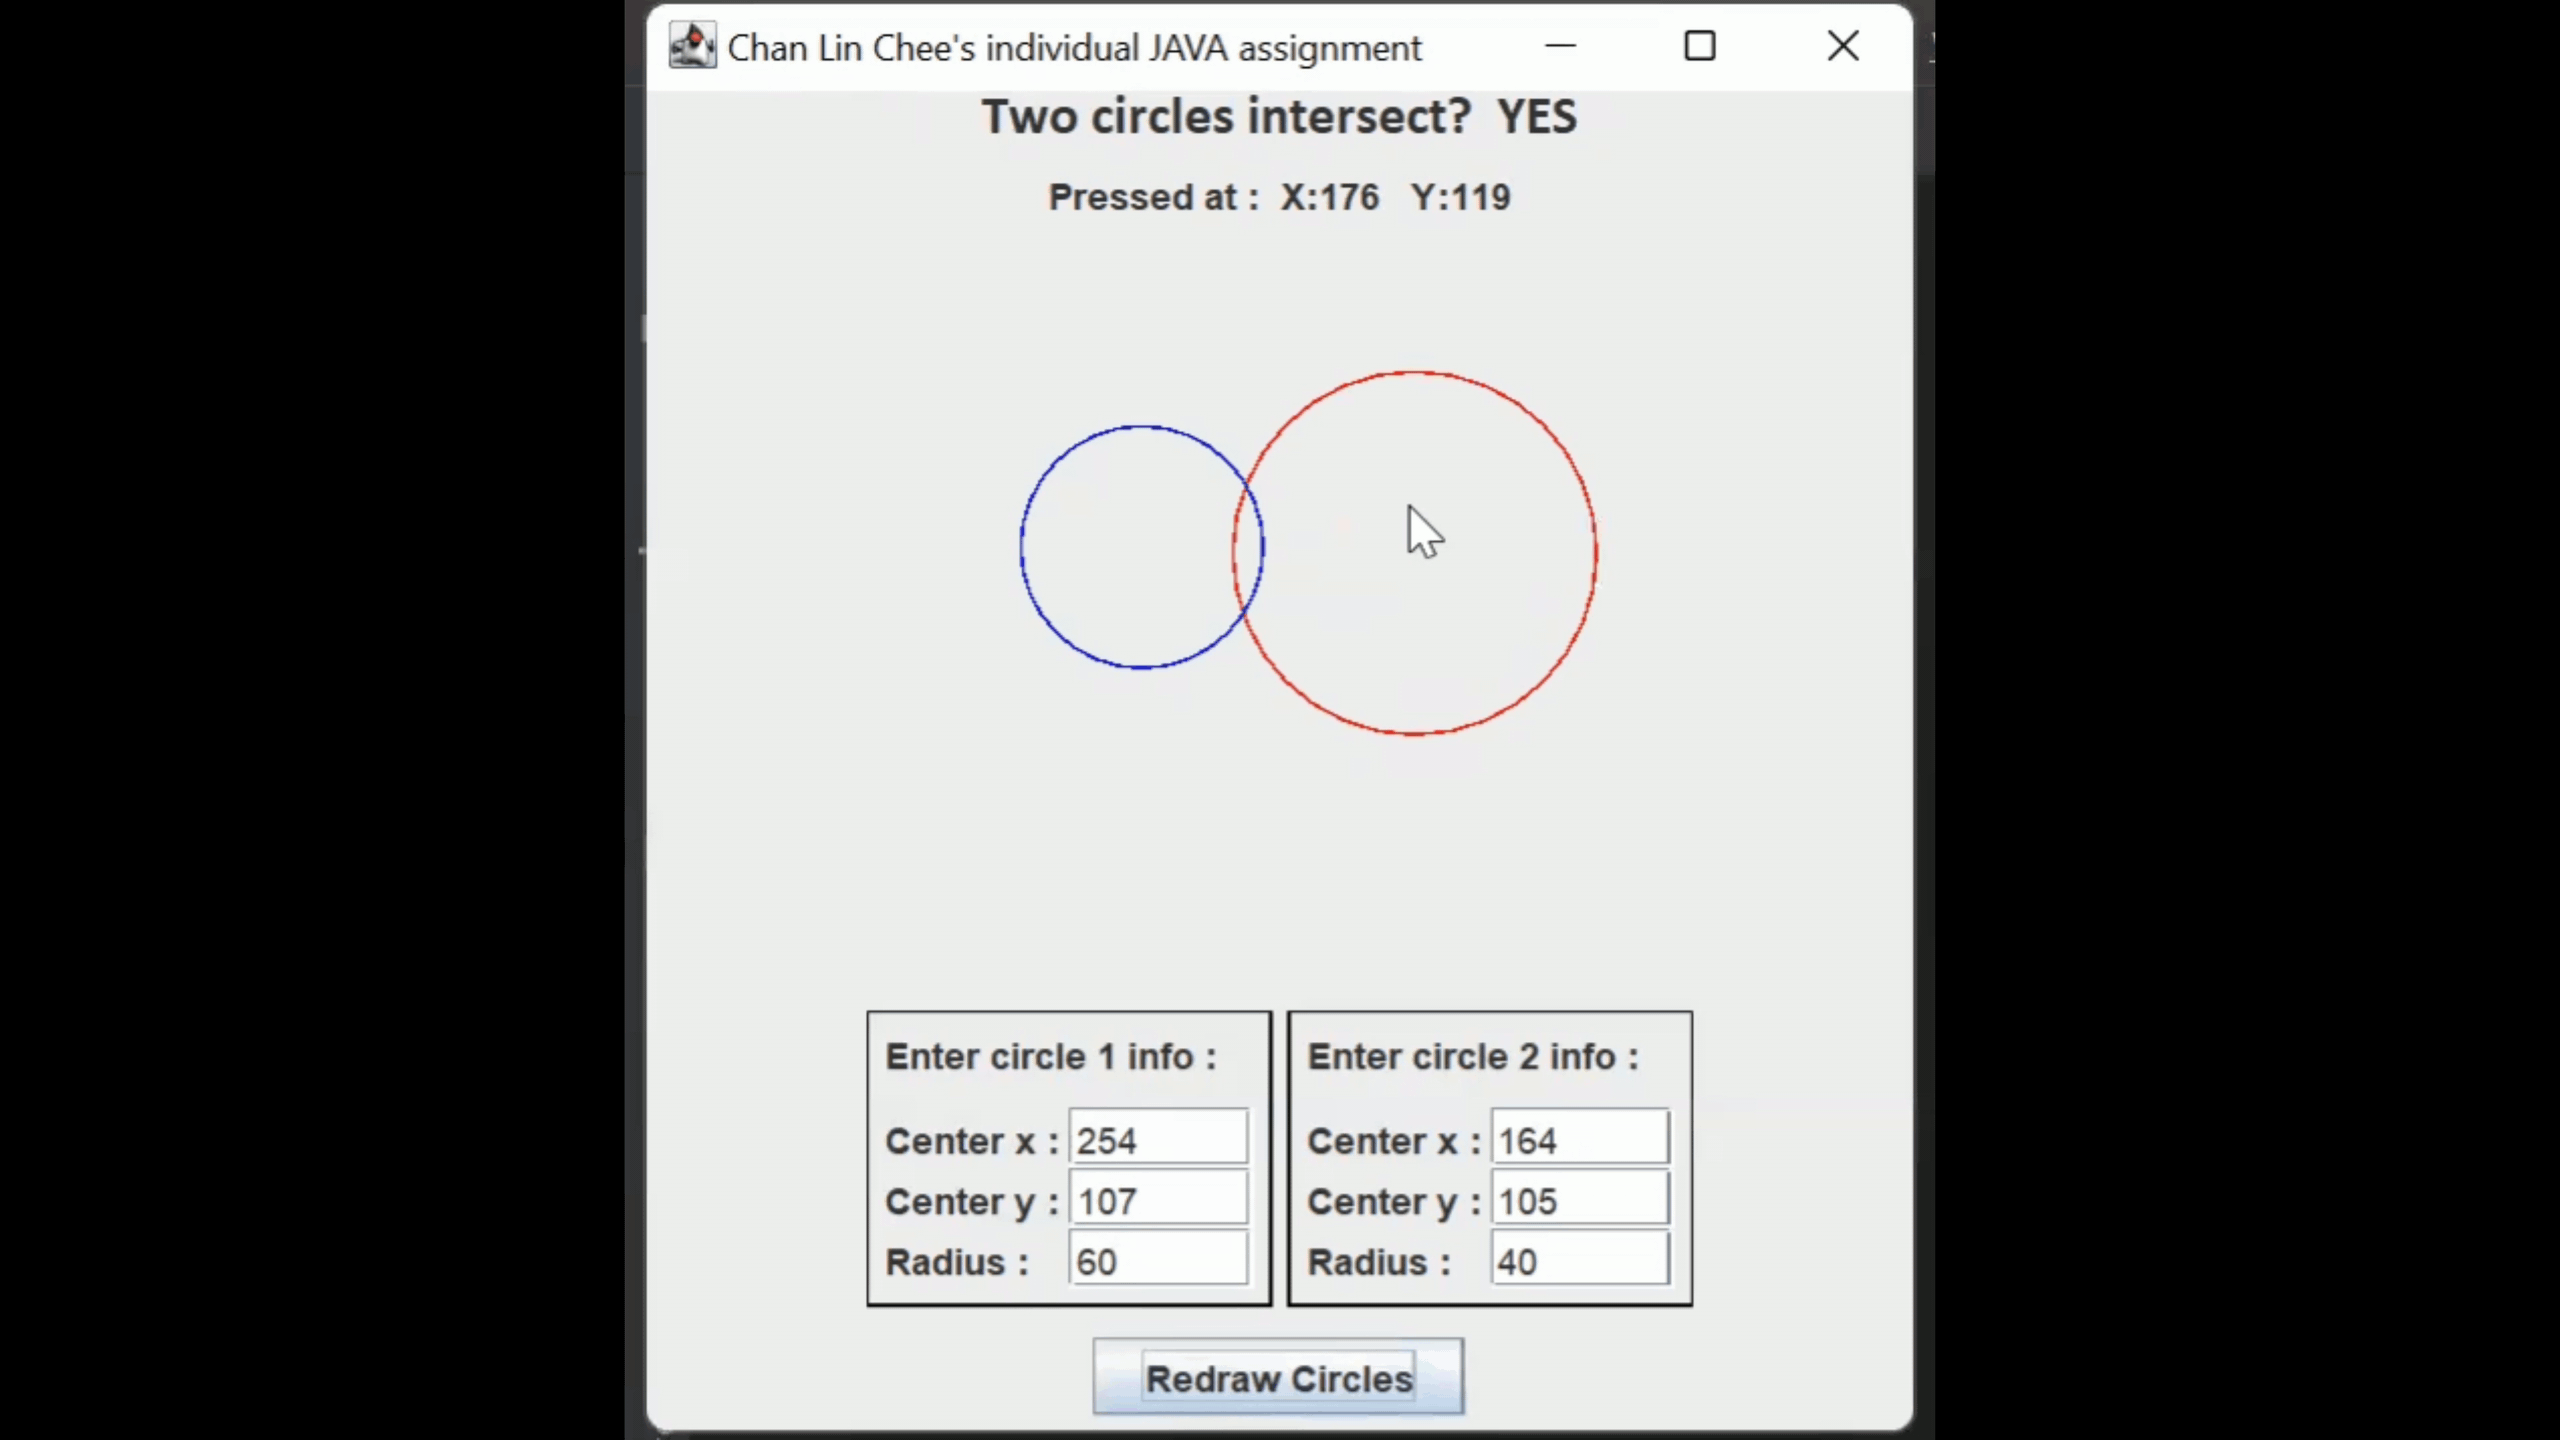 Chan Lin Chee's individual JAVA assignment
Two circles intersect? YES
Pressed at : X:176 Y:119
Enter circle 1 info :
Center x : 254
Center y : 107
Radius : 60
Enter circle 2 info :
Center x : 164
Center y : 105
Radius : 40
Redraw Circles